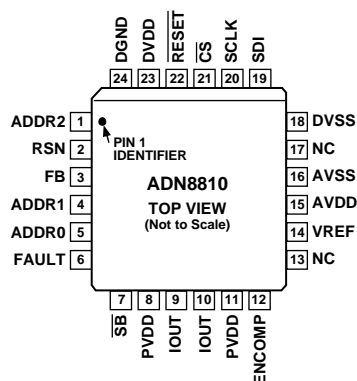 DGND DVDD RESET CS SCLK SDI
24 23 22 21 20 19
ADDR2 1
RSN 2
FB 3
ADDR1 4
ADDR0 5
FAULT 6
PIN 1
IDENTIFIER
ADN8810
TOP VIEW
(Not to Scale)
18 DVSS
17 NC
16 AVSS
15 AVDD
14 VREF
13 NC
7 8 9 10 11 12
SB PVDD IOUT IOUT PVDD ENCOMP